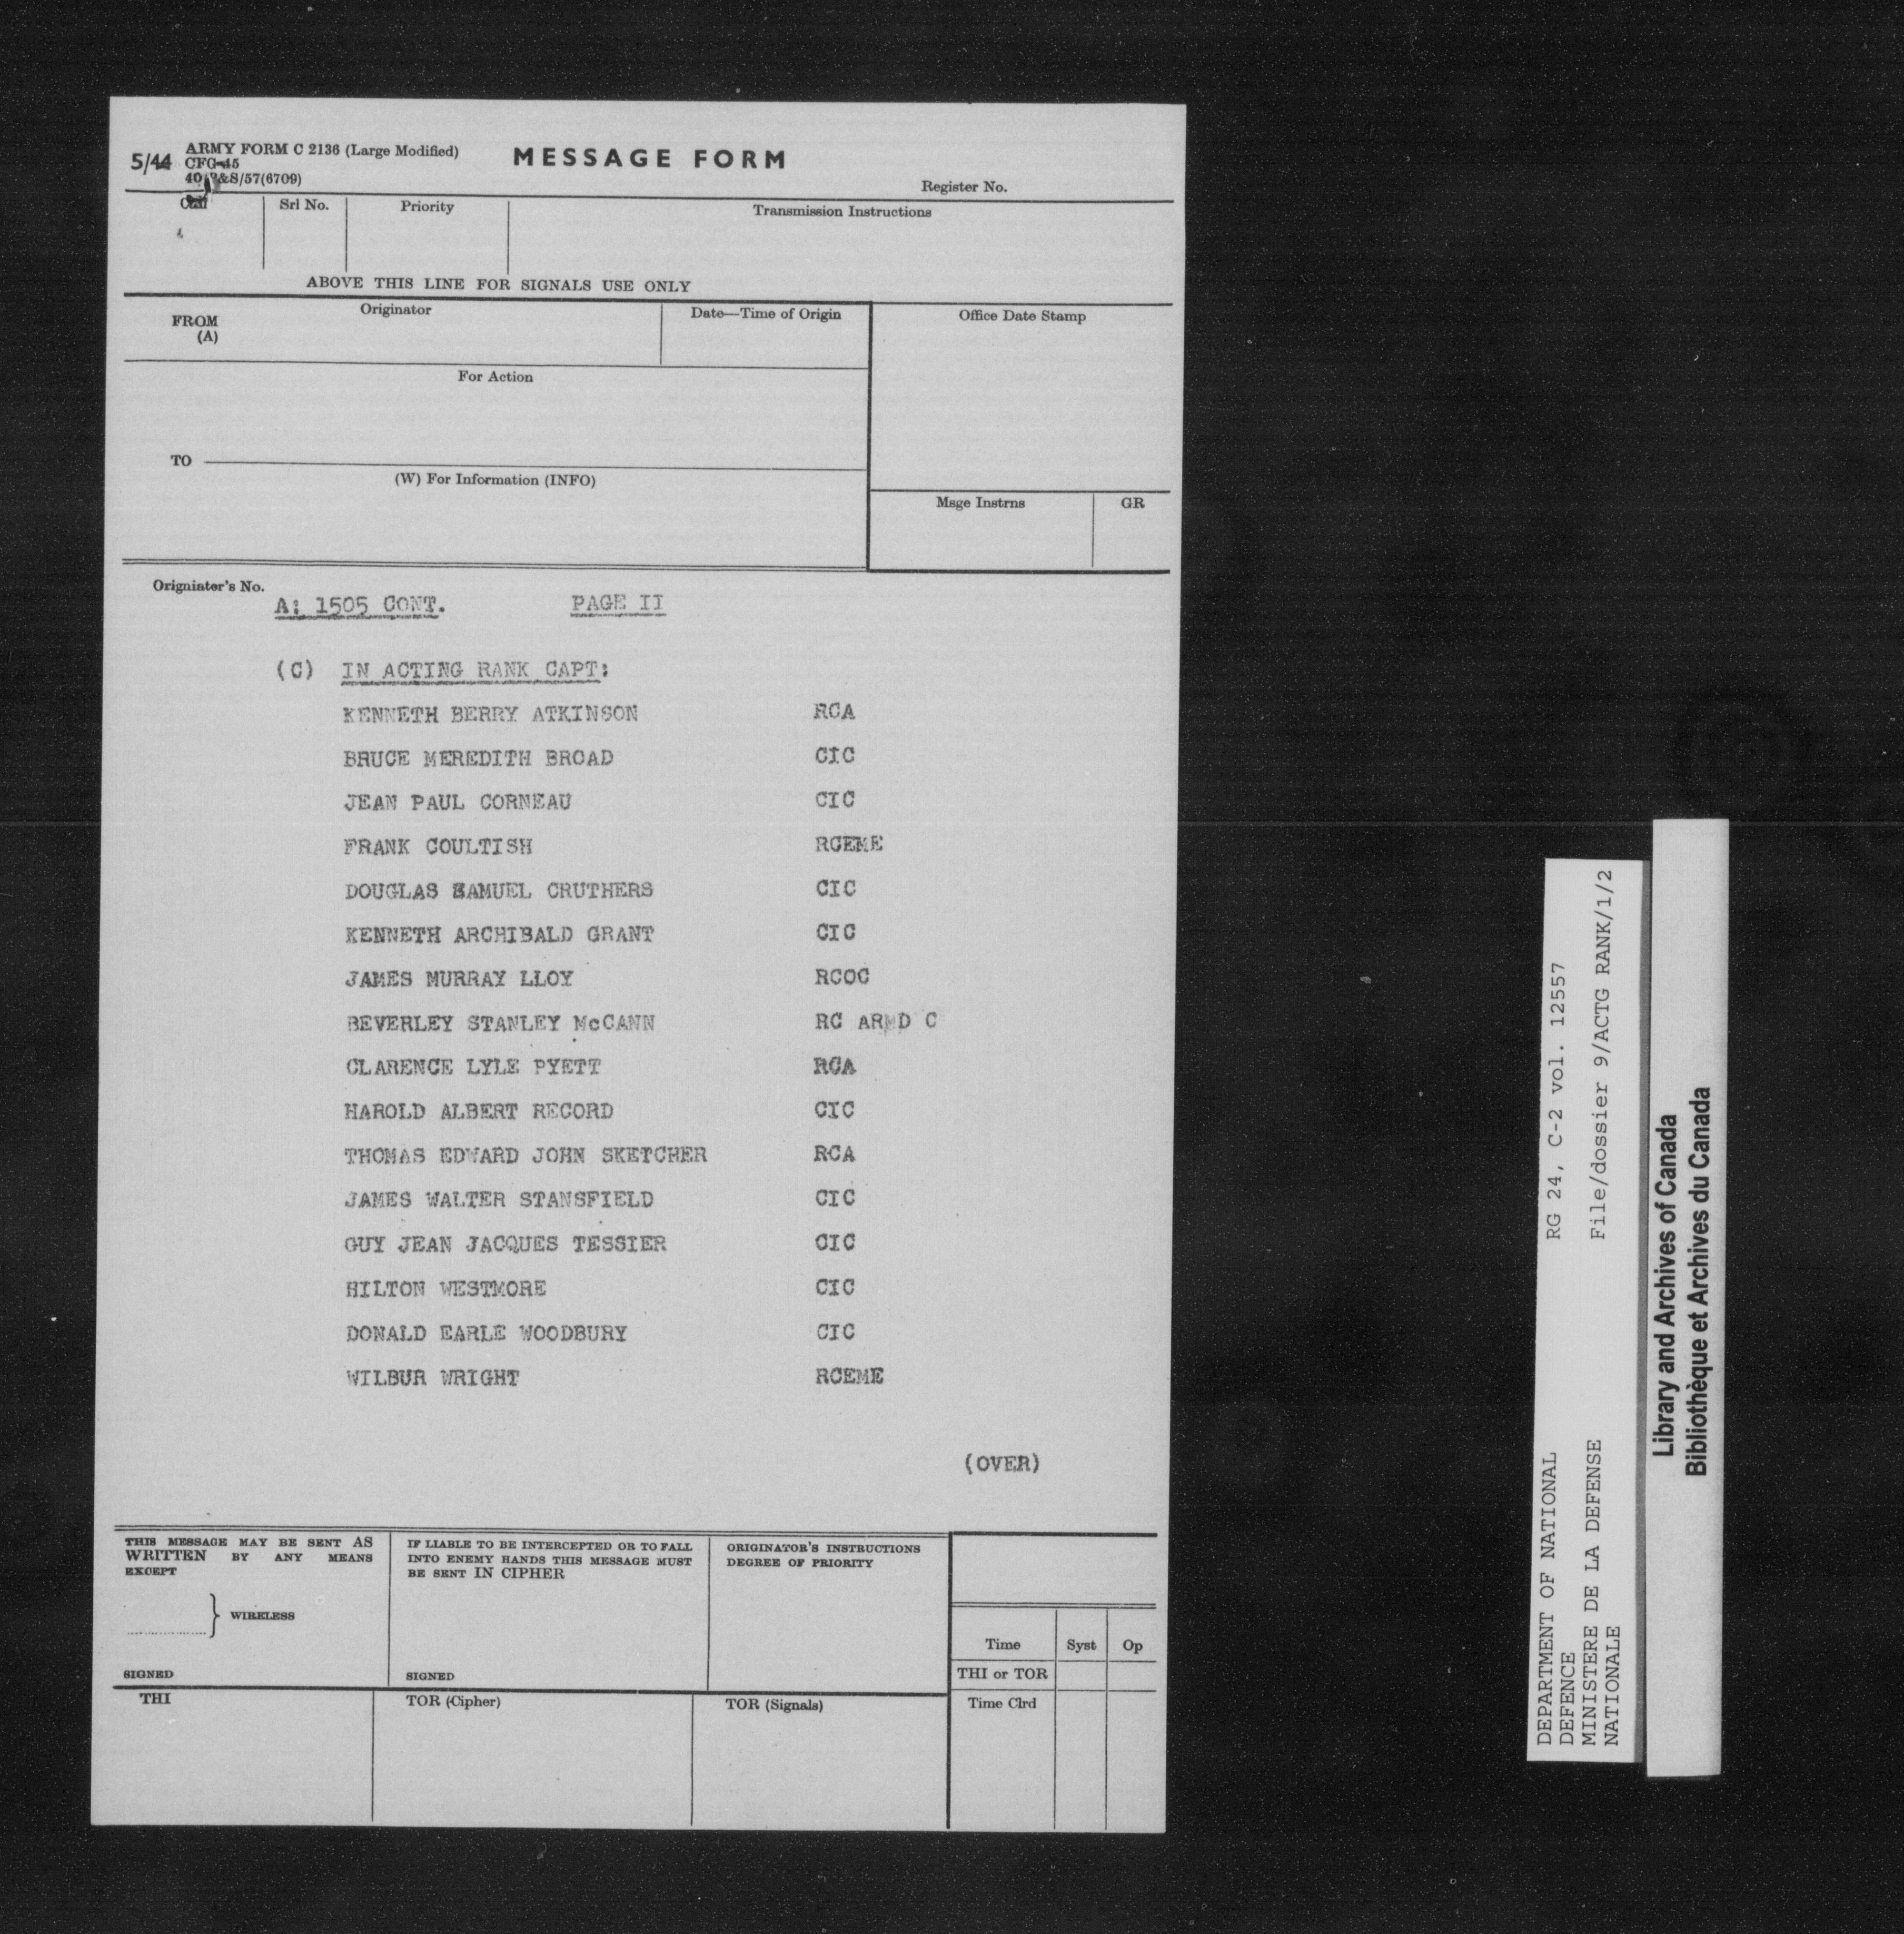 5/44 ARMY FORM C 2136 (Large Modified) MESSAGE FORM
CFC-45
&S/57(6709)
Register No.
Call Srl No. Priority Transmission Instructions
ABOVE THIS LINE FOR SIGNALS USE ONLY
FROM (A) Originator Date—Time of Origin Office Date Stamp
For Action
TO
(W) For Information (INFO)
Msge Instrns GR
Origniater's No.
A: 1505 CONT. PAGE II
(C) IN ACTING RANK CAPT:
KENNETH BERRY ATKINSON RCA
BRUCE MEREDITH BROAD CIC
JEAN PAUL CORNEAU CIC
FRANK COULTISH RCEME
DOUGLAS SAMUEL CRUTHERS CIC
KENNETH ARCHIBALD GRANT CIC
JAMES MURRAY LLOY RCOC
BEVERLEY STANLEY McCANN RC ARMD C
CLARENCE LYLE PYETT RCA
HAROLD ALBERT RECORD CIC
THOMAS EDWARD JOHN SKETCHER RCA
JAMES WALTER STANSFIELD CIC
GUY JEAN JACQUES TESSIER CIC
HILTON WESTMORE CIC
DONALD EARLE WOODBURY CIC
WILBUR WRIGHT RCEME
(OVER)
THIS MESSAGE MAY BE SENT AS
WRITTEN BY ANY MEANS
EXCEPT
WIRELESS
SIGNED
IF LIABLE TO BE INTERCEPTED OR TO FALL
INTO ENEMY HANDS THIS MESSAGE MUST
BE SENT IN CIPHER
SIGNED
ORIGINATOR'S INSTRUCTIONS
DEGREE OF PRIORITY
Time Syst Op
THI or TOR
Time Clrd
THI TOR (Cipher) TOR (Signals)
DEPARTMENT OF NATIONAL RG 24, C-2 vol. 12557
DEFENCE
MINISTERE DE LA DEFENSE File/dossier 9/ACTG RANK/1/2
NATIONALE
Library and Archives of Canada
Bibliothèque et Archives du Canada